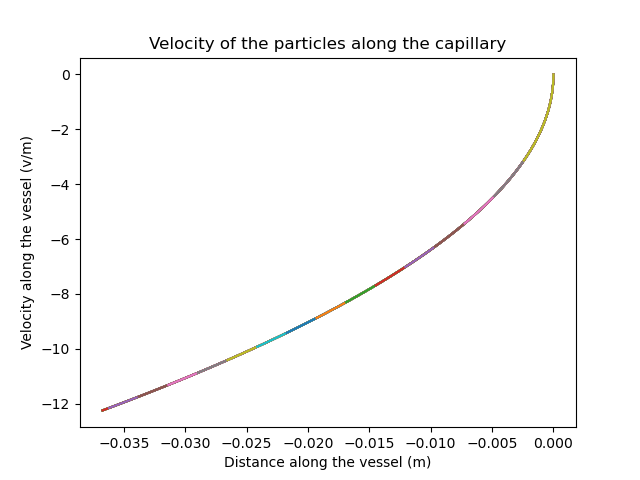 Velocity of the particles along the capillary
0
−2
−4
−6
−8
−10
−12
Velocity along the vessel (v/m)
−0.035 −0.030 −0.025 −0.020 −0.015 −0.010 −0.005 0.000
Distance along the vessel (m)